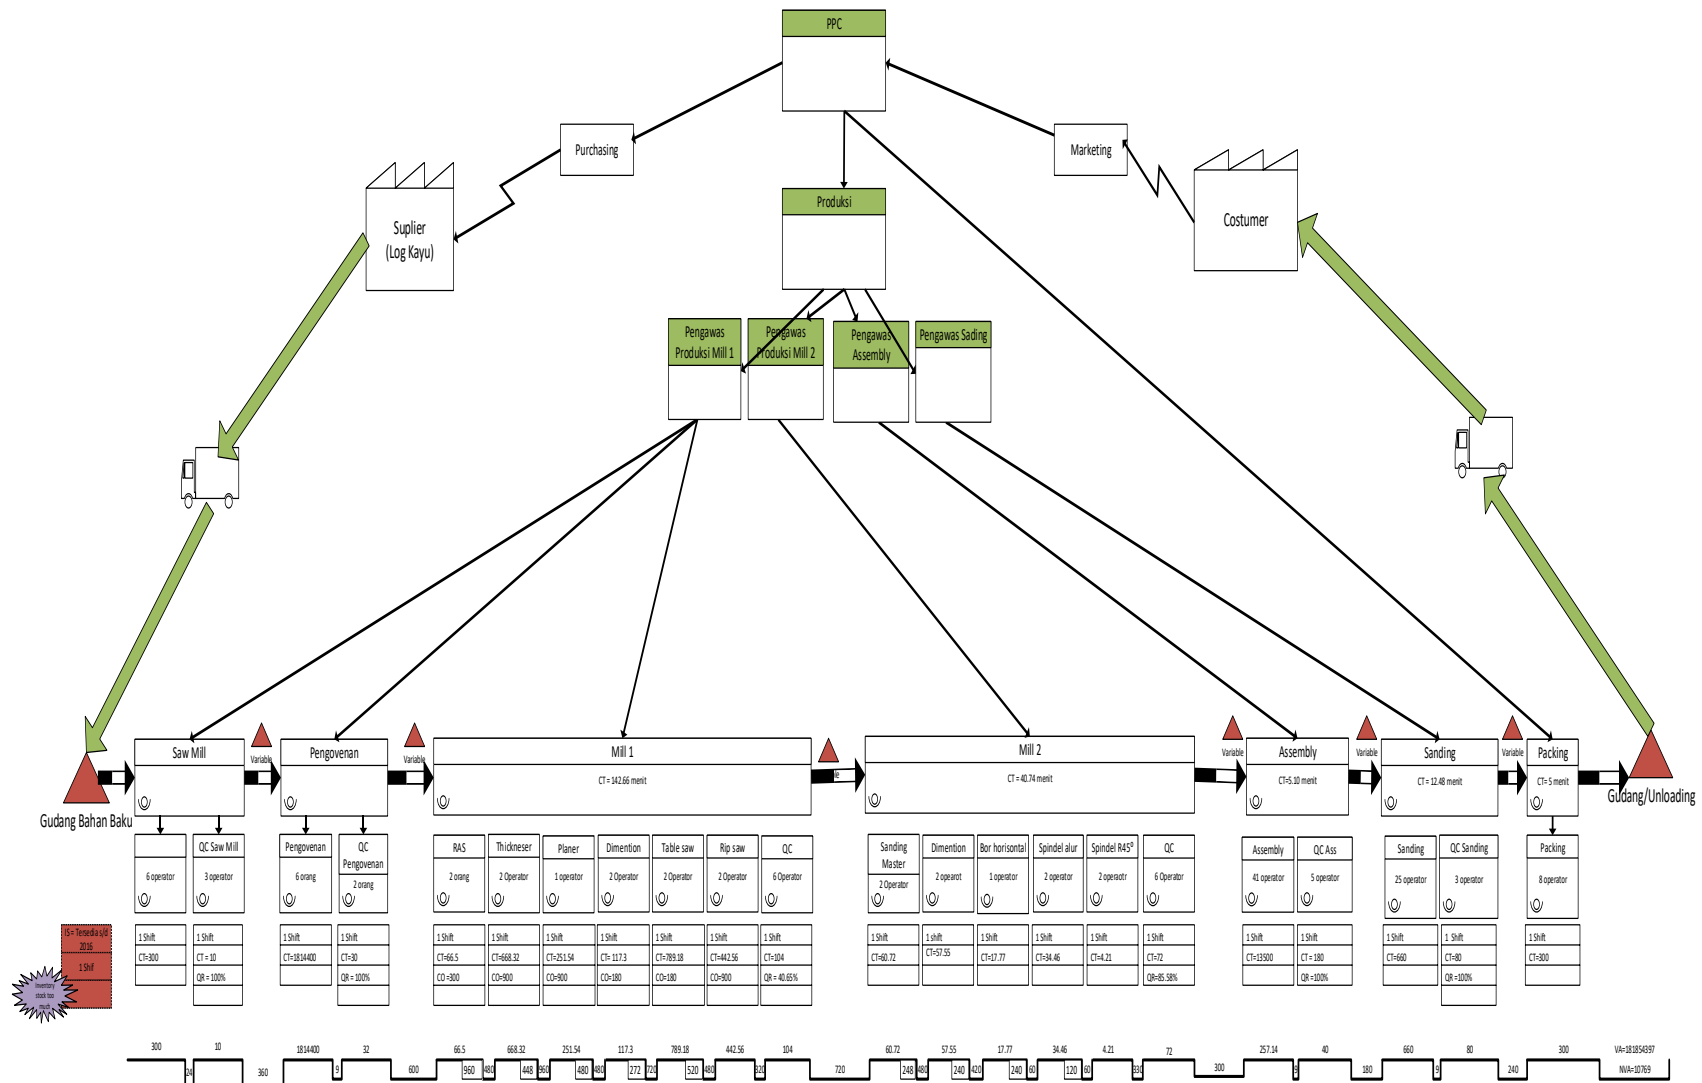 PPC
Purchasing
Marketing
Suplier
(Log Kayu)
Produksi
Costumer
Pengawas
Produksi Mill 1
Pengawas
Produksi Mill 2
Pengawas
Assembly
Pengawas Sading
Saw Mill
Variable
Pengovenan
Variable
Mill 1
CT = 142.66 menit
Mill 2
CT = 40.74 menit
Variable
Assembly
CT=5.10 menit
Variable
Sanding
CT = 12.48 menit
Variable
Packing
CT= 5 menit
Gudang Bahan Baku
Gudang/Unloading
6 operator
QC Saw Mill
3 operator
Pengovenan
6 orang
QC
Pengovenan
2 orang
RAS
2 orang
Thickneser
2 Operator
Planer
1 operator
Dimention
2 Operator
Table saw
2 Operator
Rip saw
2 Operator
QC
6 Operator
Sanding
Master
2 Operator
Dimention
2 opearot
Bor horisontal
1 operator
Spindel alur
2 operator
Spindel R45⁰
2 operaotr
QC
6 Operator
Assembly
41 operator
QC Ass
5 operator
Sanding
25 operator
QC Sanding
3 operator
Packing
8 operator
IS = Tersedia s/d
2016
1 Shif
Inventory
stock too
much
1 Shift
CT=300
1 Shift
CT = 10
QR = 100%
1 Shift
CT=1814400
1 Shift
CT=30
QR = 100%
1 Shift
CT=66.5
CO =300
1 Shift
CT=668.32
CO=900
1 Shift
CT=251.54
CO=900
1 Shift
CT= 117.3
CO=180
1 Shift
CT=789.18
CO=180
1 Shift
CT=442.56
CO=900
1 Shift
CT=104
QR = 40.65%
1 Shift
CT=60.72
1 shift
CT=57.55
1 Shift
CT=17.77
1 Shift
CT=34.46
1 Shift
CT=4.21
1 Shift
CT=72
QR=85.58%
1 Shift
CT=13500
1 Shift
CT = 180
QR =100%
1 Shift
CT=660
1 Shift
CT=80
QR =100%
1 Shift
CT=300
300 10 1814400 32 66.5 668.32 251.54 117.3 789.18 442.56 104 60.72 57.55 17.77 34.46 4.21 72 257.14 40 660 80 300 VA=181854397
24 360 9 600 960 480 448 960 480 480 272 720 520 480 320 720 248 480 240 420 240 60 120 60 330 300 9 180 9 240 NVA=10769